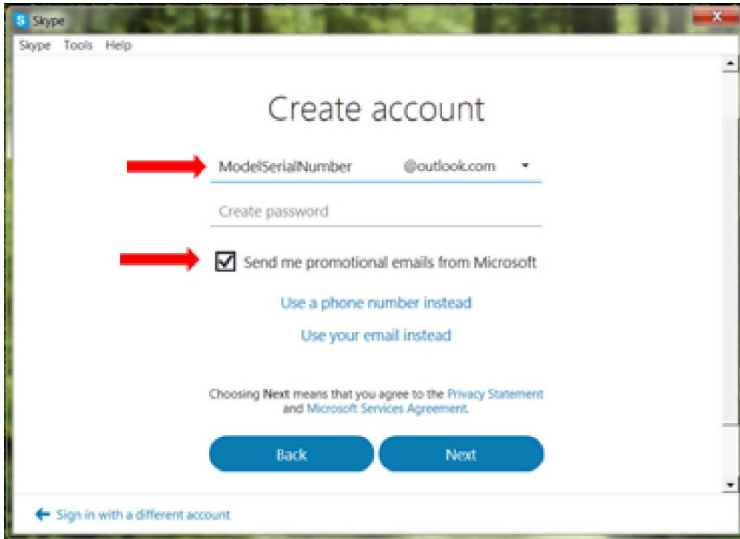 Skype
Skype Tools Help
Create account
ModelSerialNumber @outlook.com
Create password
Send me promotional emails from Microsoft
Use a phone number instead
Use your email instead
Choosing Next means that you agree to the Privacy Statement
and Microsoft Services Agreement.
Back Next
Sign in with a different account